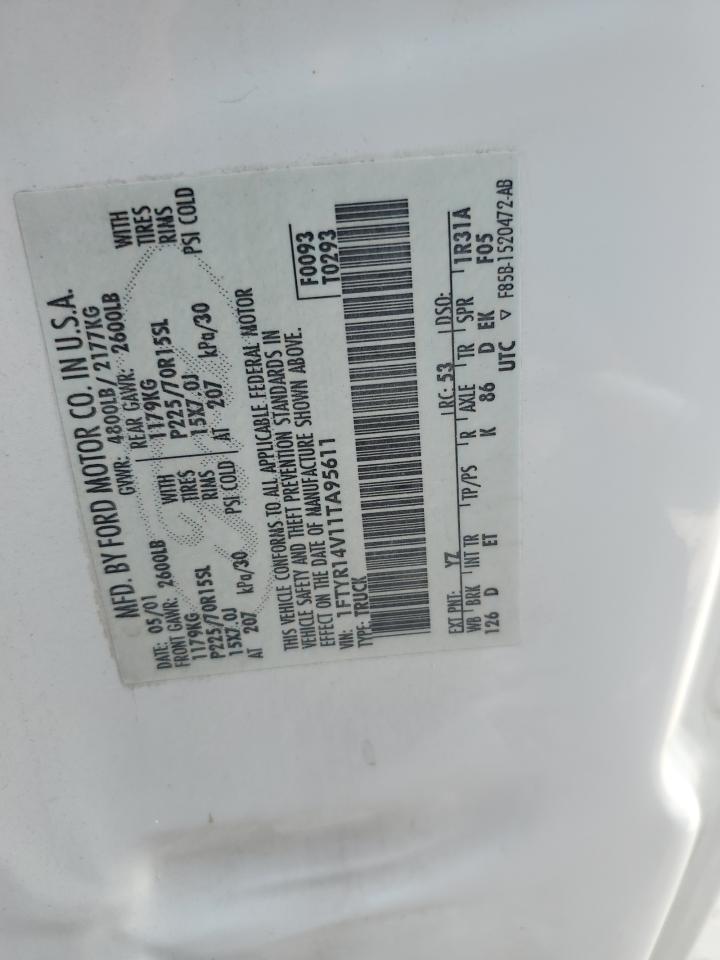 MFD. BY FORD MOTOR CO. IN U.S.A.
DATE: 05/01 GVWR: 4800LB/ 2177KG
FRONT GAWR: 2600LB REAR GAWR: 2600LB
1179KG WITH 1179KG WITH
P225/70R15SL TIRES P225/70R15SL TIRES
15X7.0J RIMS 15X7.0J RIMS
AT 207 kPa/30 PSI COLD AT 207 kPa/30 PSI COLD
THIS VEHICLE CONFORMS TO ALL APPLICABLE FEDERAL MOTOR
VEHICLE SAFETY AND THEFT PREVENTION STANDARDS IN
EFFECT ON THE DATE OF MANUFACTURE SHOWN ABOVE.
VIN: 1FTYR14V11TA95611 F0093
TYPE: TRUCK T0293
EXT PNT: YZ RC: 53 DSO:
WB BRK INT TR TP/PS R AXLE TR SPR 1R31A
126 D ET K 86 D EK F05
UTC ▽ F85B-1520472-AB